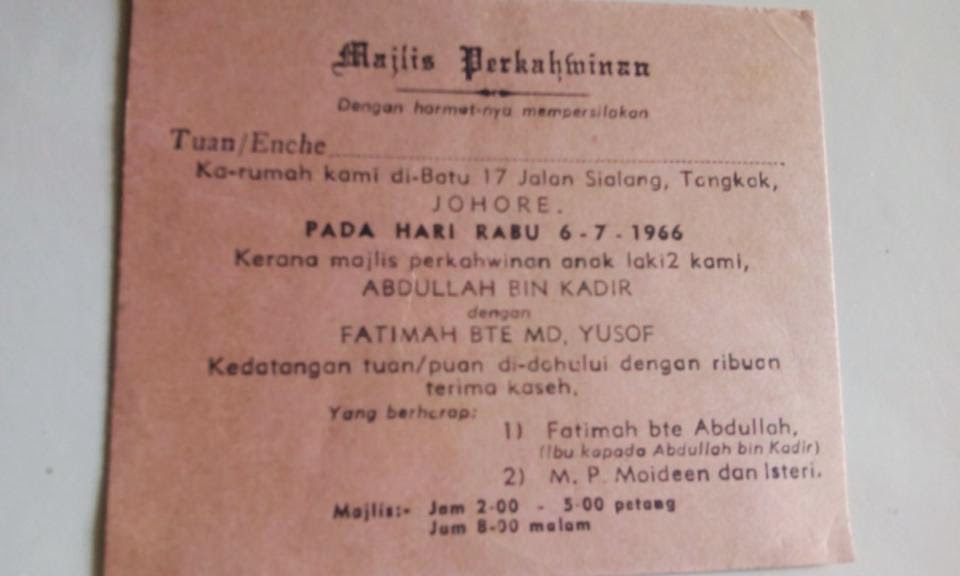 Majlis Perkahwinan
Dengan hormat-nya mempersilakan
Tuan/Enche
Ka-rumah kami di-Batu 17 Jalan Sialang, Tangkak,
JOHORE.
PADA HARI RABU 6 - 7 - 1966
Kerana majlis perkahwinan anak laki2 kami,
ABDULLAH BIN KADIR
dengan
FATIMAH BTE MD, YUSOF
Kedatangan tuan/puan di-dahului dengan ribuan
terima kaseh,
Yang berharap:
1) Fatimah bte Abdullah,
(Ibu kapada Abdullah bin Kadir)
2) M. P. Moideen dan Isteri.
Majlis:- Jam 2-00 - 5-00 petang
Jam 8-00 malam